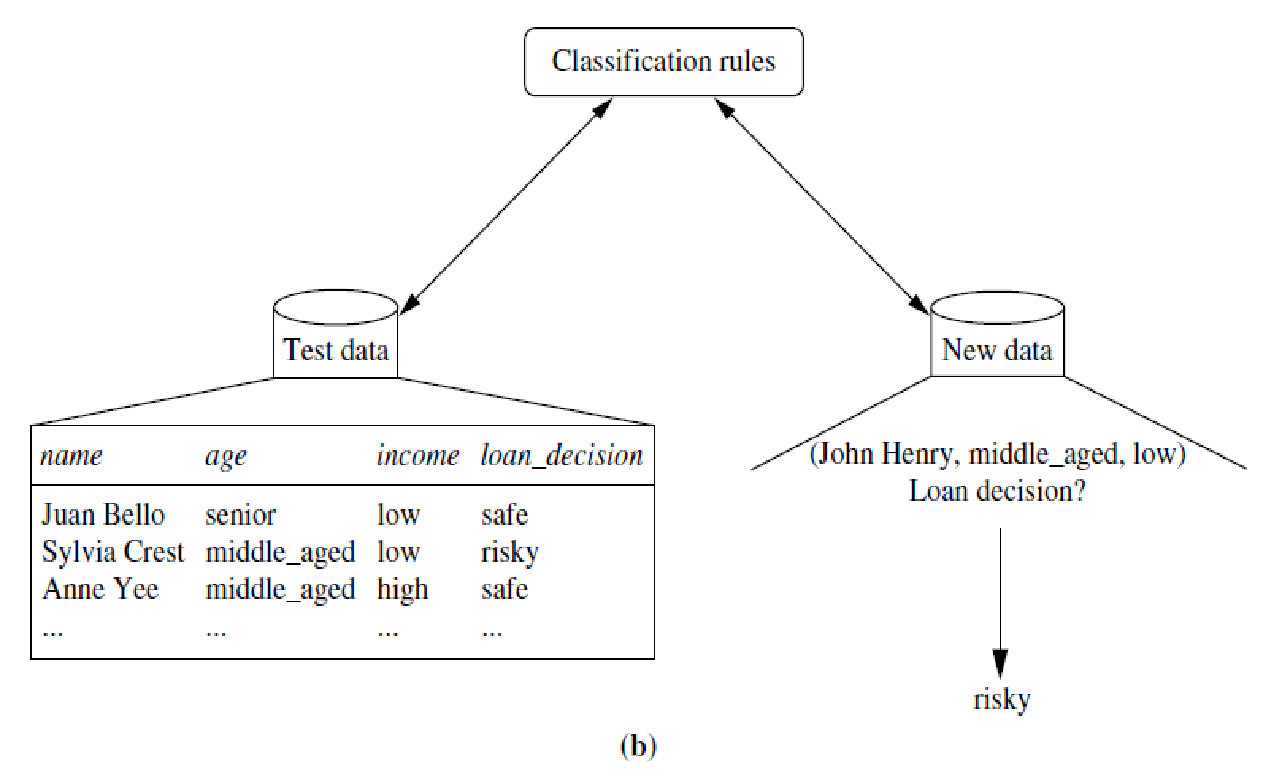 Classification rules
Test data
name age income loan_decision
Juan Bello senior low safe
Sylvia Crest middle_aged low risky
Anne Yee middle_aged high safe
... ... ... ...
New data
(John Henry, middle_aged, low)
Loan decision?
risky
(b)